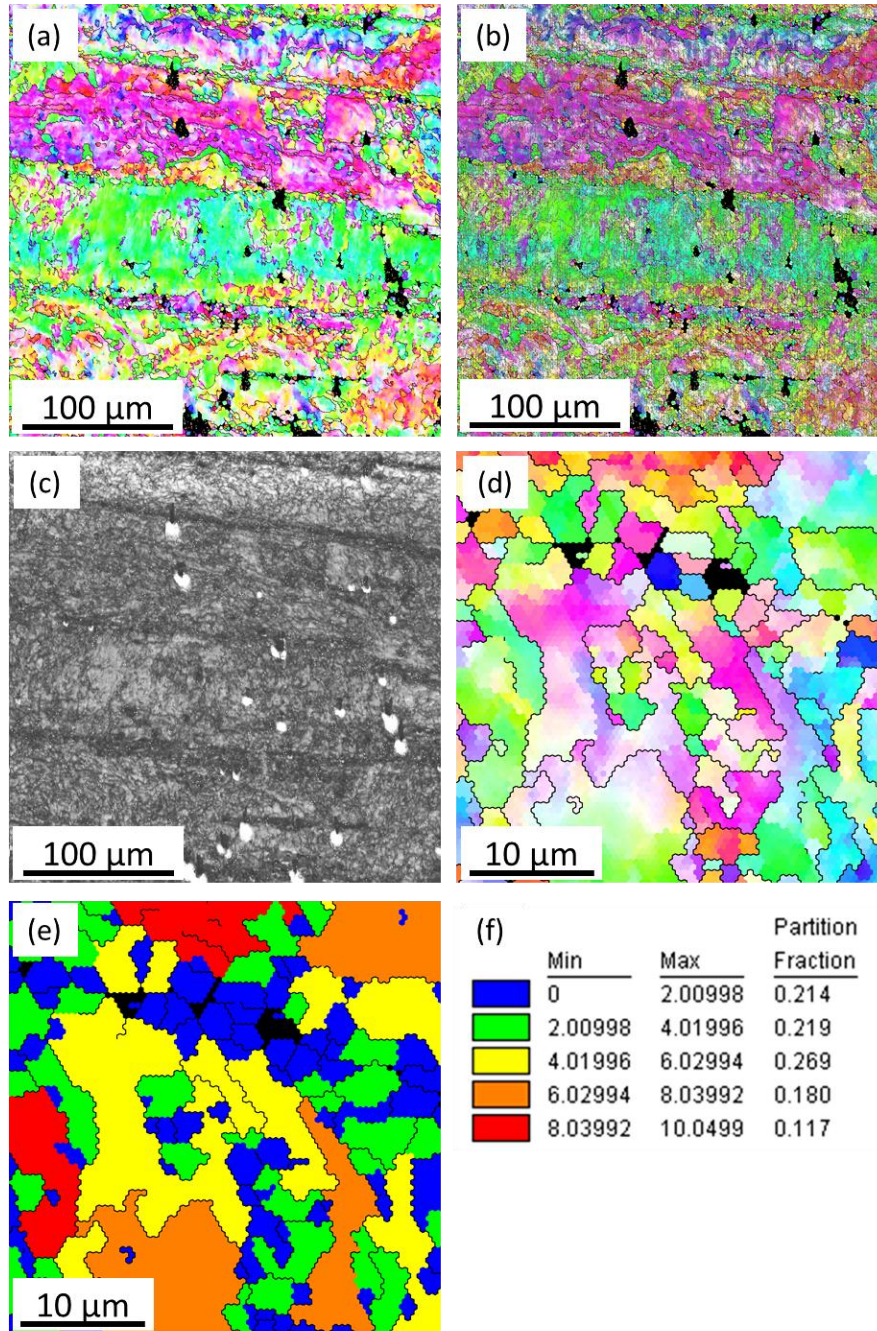 (a)
(b)
100 μm
100 μm
(c)
(d)
100 μm
10 μm
(e)
(f)
Partition
Min Max Fraction
0 2.00998 0.214
2.00998 4.01996 0.219
4.01996 6.02994 0.269
6.02994 8.03992 0.180
8.03992 10.0499 0.117
10 μm